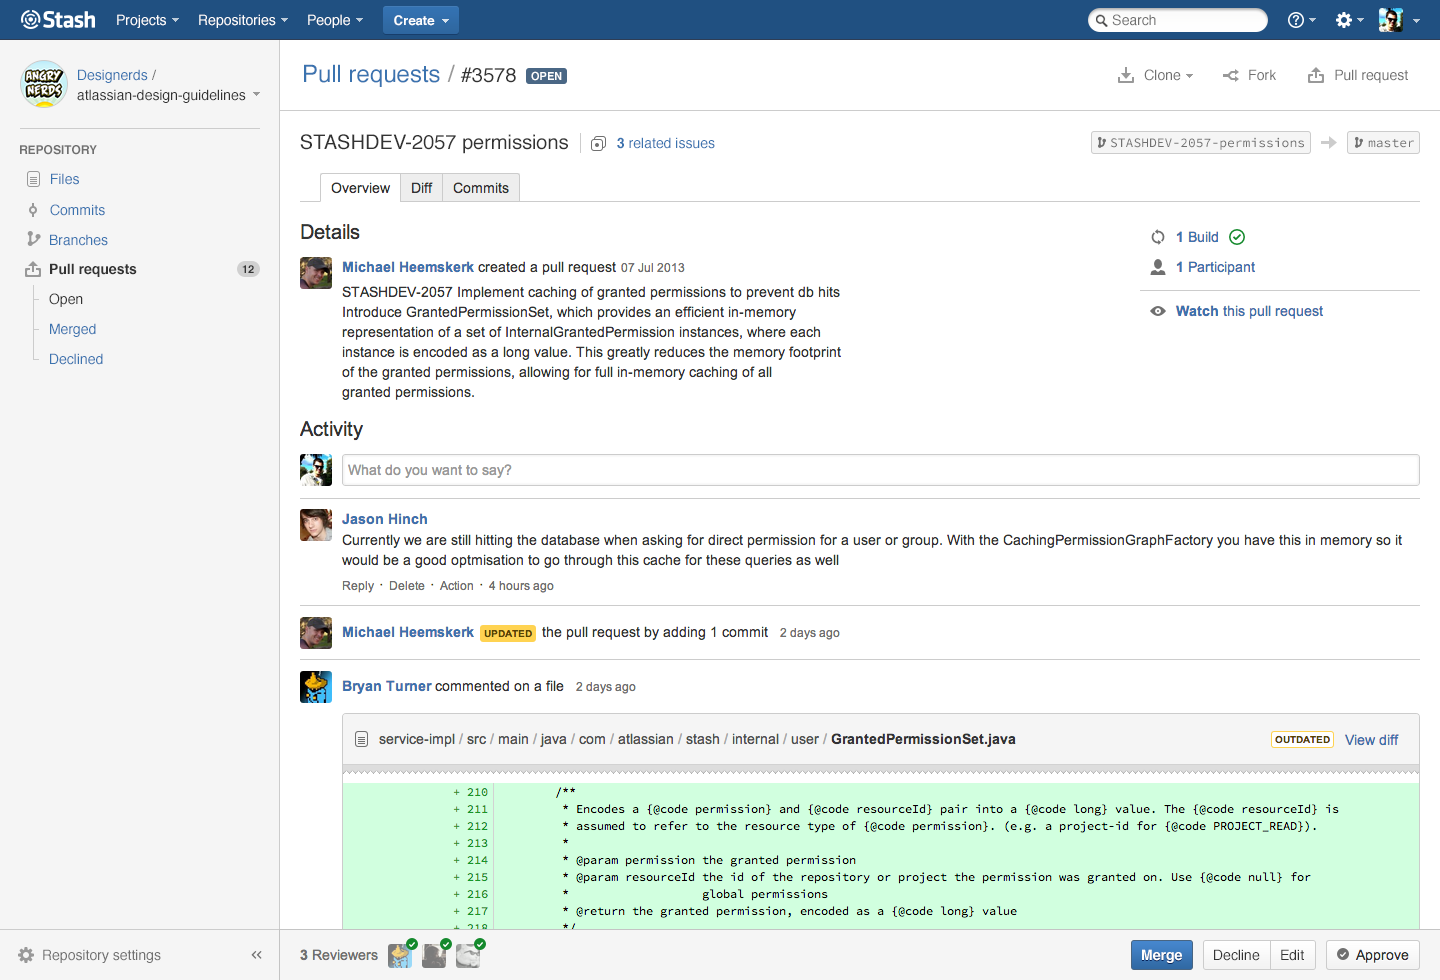 Stash Projects Repositories People Create Search
ANGRY NERDS
Designerds /
atlassian-design-guidelines
REPOSITORY
Files
Commits
Branches
Pull requests 12
Open
Merged
Declined
Repository settings
Pull requests / #3578 OPEN
Clone Fork Pull request
STASHDEV-2057 permissions 3 related issues
STASHDEV-2057-permissions master
Overview Diff Commits
Details
Michael Heemskerk created a pull request 07 Jul 2013
STASHDEV-2057 Implement caching of granted permissions to prevent db hits
Introduce GrantedPermissionSet, which provides an efficient in-memory
representation of a set of InternalGrantedPermission instances, where each
instance is encoded as a long value. This greatly reduces the memory footprint
of the granted permissions, allowing for full in-memory caching of all
granted permissions.
1 Build
1 Participant
Watch this pull request
Activity
What do you want to say?
Jason Hinch
Currently we are still hitting the database when asking for direct permission for a user or group. With the CachingPermissionGraphFactory you have this in memory so it
would be a good optmisation to go through this cache for these queries as well
Reply · Delete · Action · 4 hours ago
Michael Heemskerk UPDATED the pull request by adding 1 commit 2 days ago
Bryan Turner commented on a file 2 days ago
service-impl / src / main / java / com / atlassian / stash / internal / user / GrantedPermissionSet.java OUTDATED View diff
+ 210 /**
+ 211 * Encodes a {@code permission} and {@code resourceId} pair into a {@code long} value. The {@code resourceId} is
+ 212 * assumed to refer to the resource type of {@code permission}. (e.g. a project-id for {@code PROJECT_READ}).
+ 213 *
+ 214 * @param permission the granted permission
+ 215 * @param resourceId the id of the repository or project the permission was granted on. Use {@code null} for
+ 216 * global permissions
+ 217 * @return the granted permission, encoded as a {@code long} value
+ 218 */
3 Reviewers
Merge Decline Edit Approve